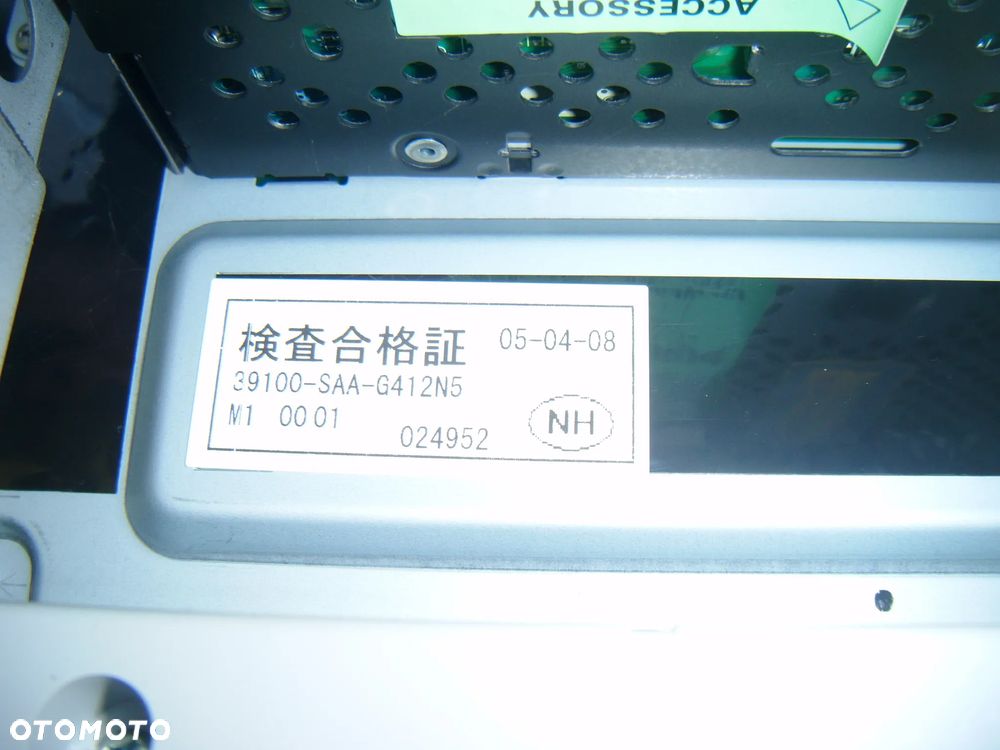 ACCESSORY
検査合格証 05-04-08
39100-SAA-G412N5
M1 0001
024952
NH
OTOMOTO